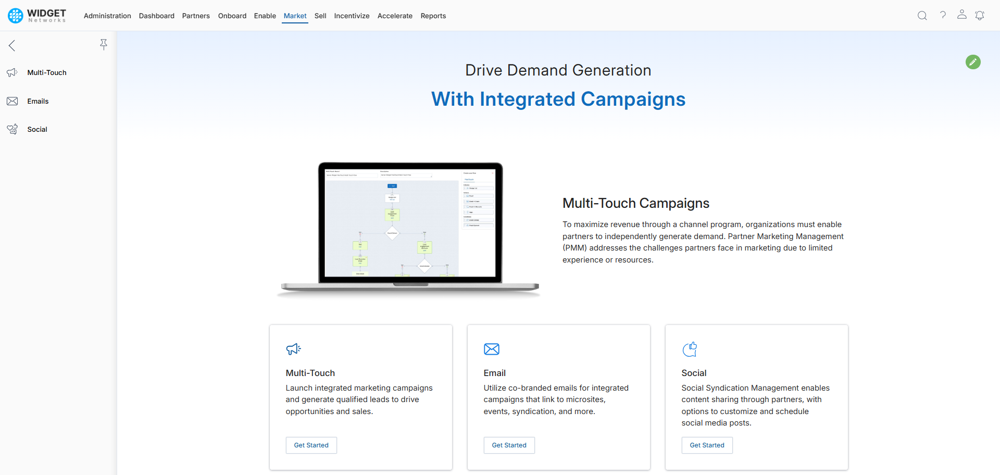 WIDGET
Networks
Administration Dashboard Partners Onboard Enable Market Sell Incentivize Accelerate Reports
Multi-Touch
Emails
Social
Drive Demand Generation
With Integrated Campaigns
Multi-Touch Campaigns
To maximize revenue through a channel program, organizations must enable
partners to independently generate demand. Partner Marketing Management
(PMM) addresses the challenges partners face in marketing due to limited
experience or resources.
Multi-Touch
Launch integrated marketing campaigns
and generate qualified leads to drive
opportunities and sales.
Get Started
Email
Utilize co-branded emails for integrated
campaigns that link to microsites,
events, syndication, and more.
Get Started
Social
Social Syndication Management enables
content sharing through partners, with
options to customize and schedule
social media posts.
Get Started